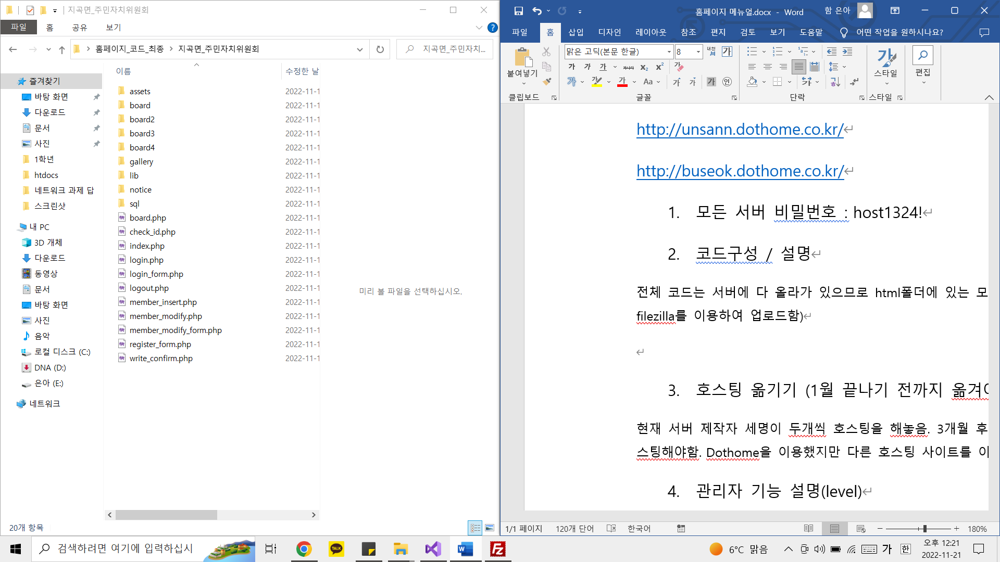 지곡면_주민자치위원회
파일 홈 공유 보기
홈페이지_코드_최종 지곡면_주민자치위원회
지곡면_주민자치...
이름 수정한 날
즐겨찾기
바탕 화면
다운로드
문서
사진
1학년
htdocs
네트워크 과제 답
스크린샷
내 PC
3D 개체
다운로드
동영상
문서
바탕 화면
사진
음악
로컬 디스크 (C:)
DNA (D:)
은아 (E:)
네트워크
assets 2022-11-1
board 2022-11-1
board2 2022-11-1
board3 2022-11-1
board4 2022-11-1
gallery 2022-11-1
lib 2022-11-1
notice 2022-11-1
sql 2022-11-1
board.php 2022-11-1
check_id.php 2022-11-1
index.php 2022-11-1
login.php 2022-11-1
login_form.php 2022-11-1
logout.php 2022-11-1
member_insert.php 2022-11-1
member_modify.php 2022-11-1
member_modify_form.php 2022-11-1
register_form.php 2022-11-1
write_confirm.php 2022-11-1
미리 볼 파일을 선택하십시오.
20개 항목
홈페이지 메뉴얼.docx - Word
함 은아
파일 홈 삽입 디자인 레이아웃 참조 편지 검토 보기 도움말 어떤 작업을 원하시나요?
붙여넣기
맑은 고딕(본문 한글) 8
스타일
편집
클립보드 글꼴 단락 스타일
http://unsann.dothome.co.kr/
http://buseok.dothome.co.kr/
1. 모든 서버 비밀번호 : host1324!
2. 코드구성 / 설명
전체 코드는 서버에 다 올라가 있으므로 html폴더에 있는 모
filezilla를 이용하여 업로드함)
3. 호스팅 옮기기 (1월 끝나기 전까지 옮겨야
현재 서버 제작자 세명이 두개씩 호스팅을 해놓음. 3개월 후
스팅해야함. Dothome을 이용했지만 다른 호스팅 사이트를 이
4. 관리자 기능 설명(level)
1/1 페이지 120개 단어 한국어 180%
검색하려면 여기에 입력하십시
6°C 맑음
가 한
오후 12:21
2022-11-21